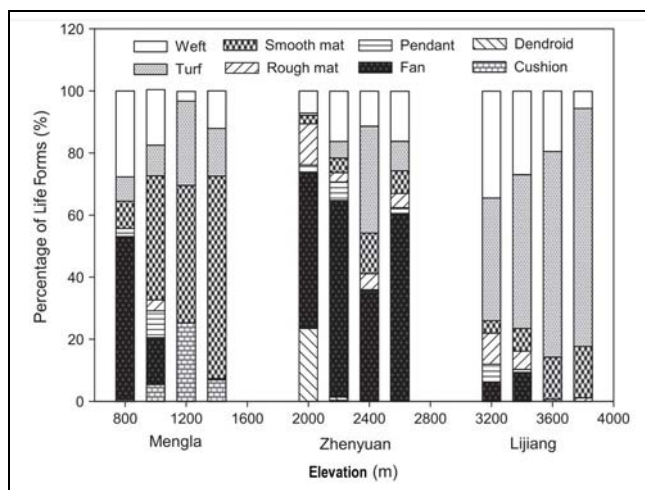 120
100
80
60
40
20
0
Percentage of Life Forms (%)
Weft Smooth mat Pendant Dendroid
Turf Rough mat Fan Cushion
800 1200 1600 2000 2400 2800 3200 3600 4000
Mengla Zhenyuan Lijiang
Elevation (m)